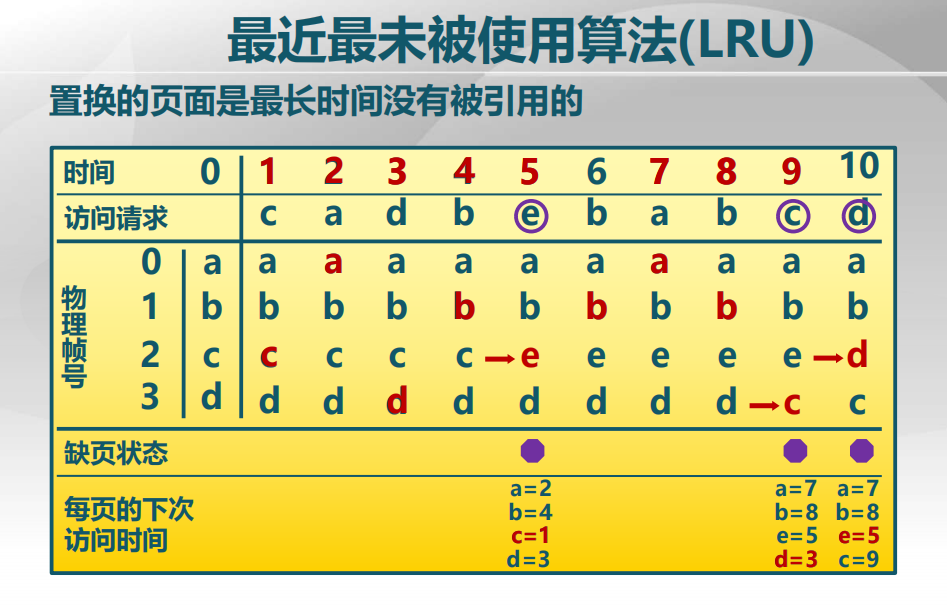 最近最未被使用算法(LRU)
置换的页面是最长时间没有被引用的
时间 0 1 2 3 4 5 6 7 8 9 10
访问请求 c a d b e b a b c d
物理帧号
0 a a a a a a a a a a a
1 b b b b b b b b b b b
2 c c c c c → e e e e e → d
3 d d d d d d d d d → c c
缺页状态
每页的下次
访问时间
a=2 a=7 a=7
b=4 b=8 b=8
c=1 e=5 e=5
d=3 d=3 c=9